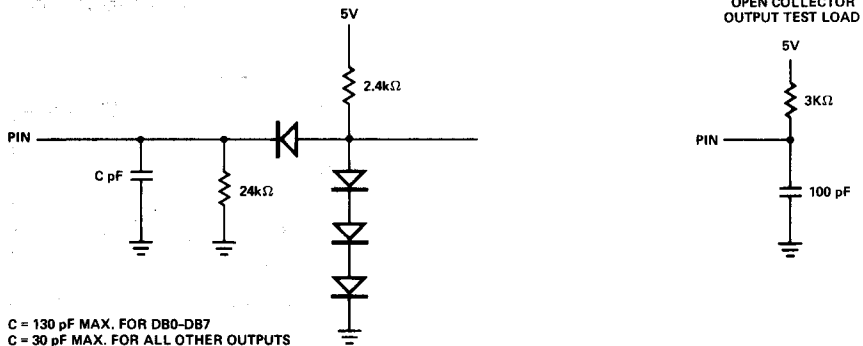 OPEN COLLECTOR
OUTPUT TEST LOAD
5V
2.4kΩ
PIN
C pF
24kΩ
C = 130 pF MAX. FOR DB0–DB7
C = 30 pF MAX. FOR ALL OTHER OUTPUTS
5V
3KΩ
PIN
100 pF